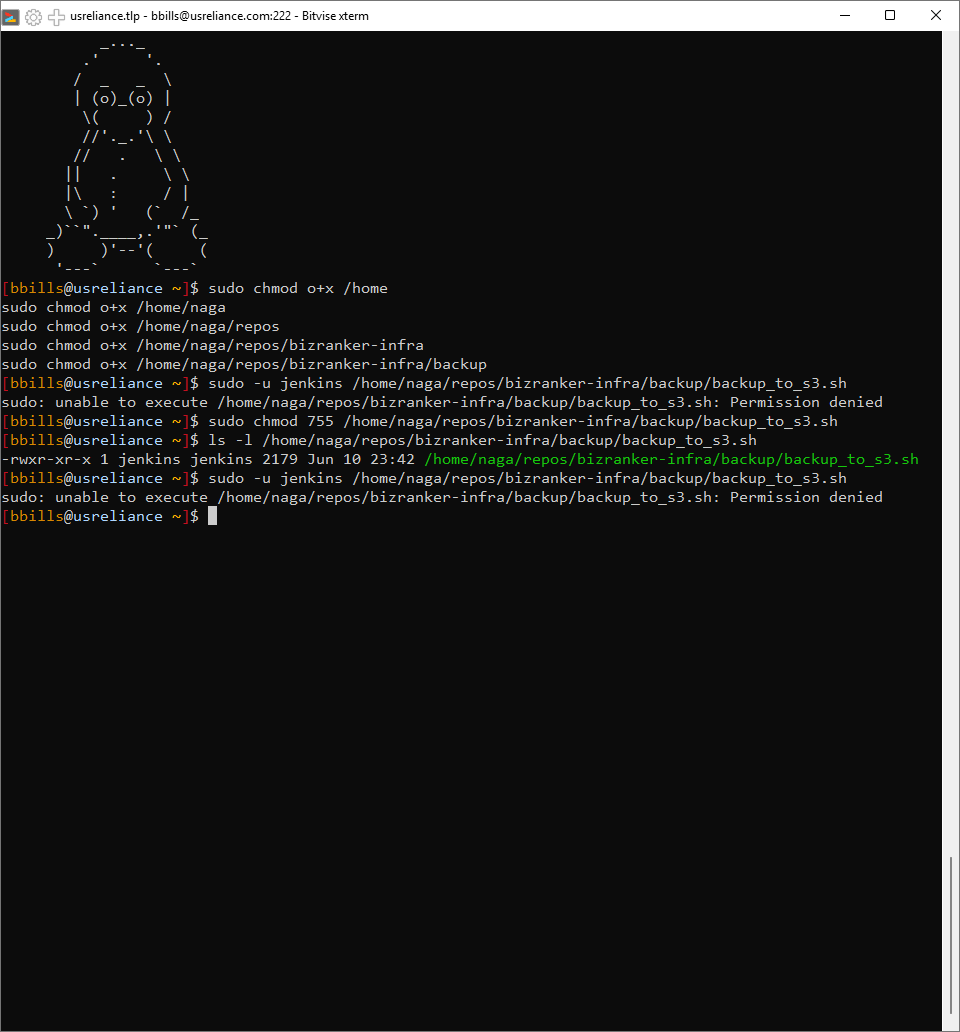 usreliance.tlp - bbills@usreliance.com:222 - Bitvise xterm
          _..._
         .'     '.
        /  _   _  \
        | (o)_(o) |
         \(     ) /
         //'._.'\ \
        //   .   \ \
       ||   .     \ \
       |\   :     / |
       \ `) '   (`  /_
     _)``".____,.'"` (_
     )     )'--'(     (
      '---`      `---`
[bbills@usreliance ~]$ sudo chmod o+x /home
sudo chmod o+x /home/naga
sudo chmod o+x /home/naga/repos
sudo chmod o+x /home/naga/repos/bizranker-infra
sudo chmod o+x /home/naga/repos/bizranker-infra/backup
[bbills@usreliance ~]$ sudo -u jenkins /home/naga/repos/bizranker-infra/backup/backup_to_s3.sh
sudo: unable to execute /home/naga/repos/bizranker-infra/backup/backup_to_s3.sh: Permission denied
[bbills@usreliance ~]$ sudo chmod 755 /home/naga/repos/bizranker-infra/backup/backup_to_s3.sh
[bbills@usreliance ~]$ ls -l /home/naga/repos/bizranker-infra/backup/backup_to_s3.sh
-rwxr-xr-x 1 jenkins jenkins 2179 Jun 10 23:42 /home/naga/repos/bizranker-infra/backup/backup_to_s3.sh
[bbills@usreliance ~]$ sudo -u jenkins /home/naga/repos/bizranker-infra/backup/backup_to_s3.sh
sudo: unable to execute /home/naga/repos/bizranker-infra/backup/backup_to_s3.sh: Permission denied
[bbills@usreliance ~]$